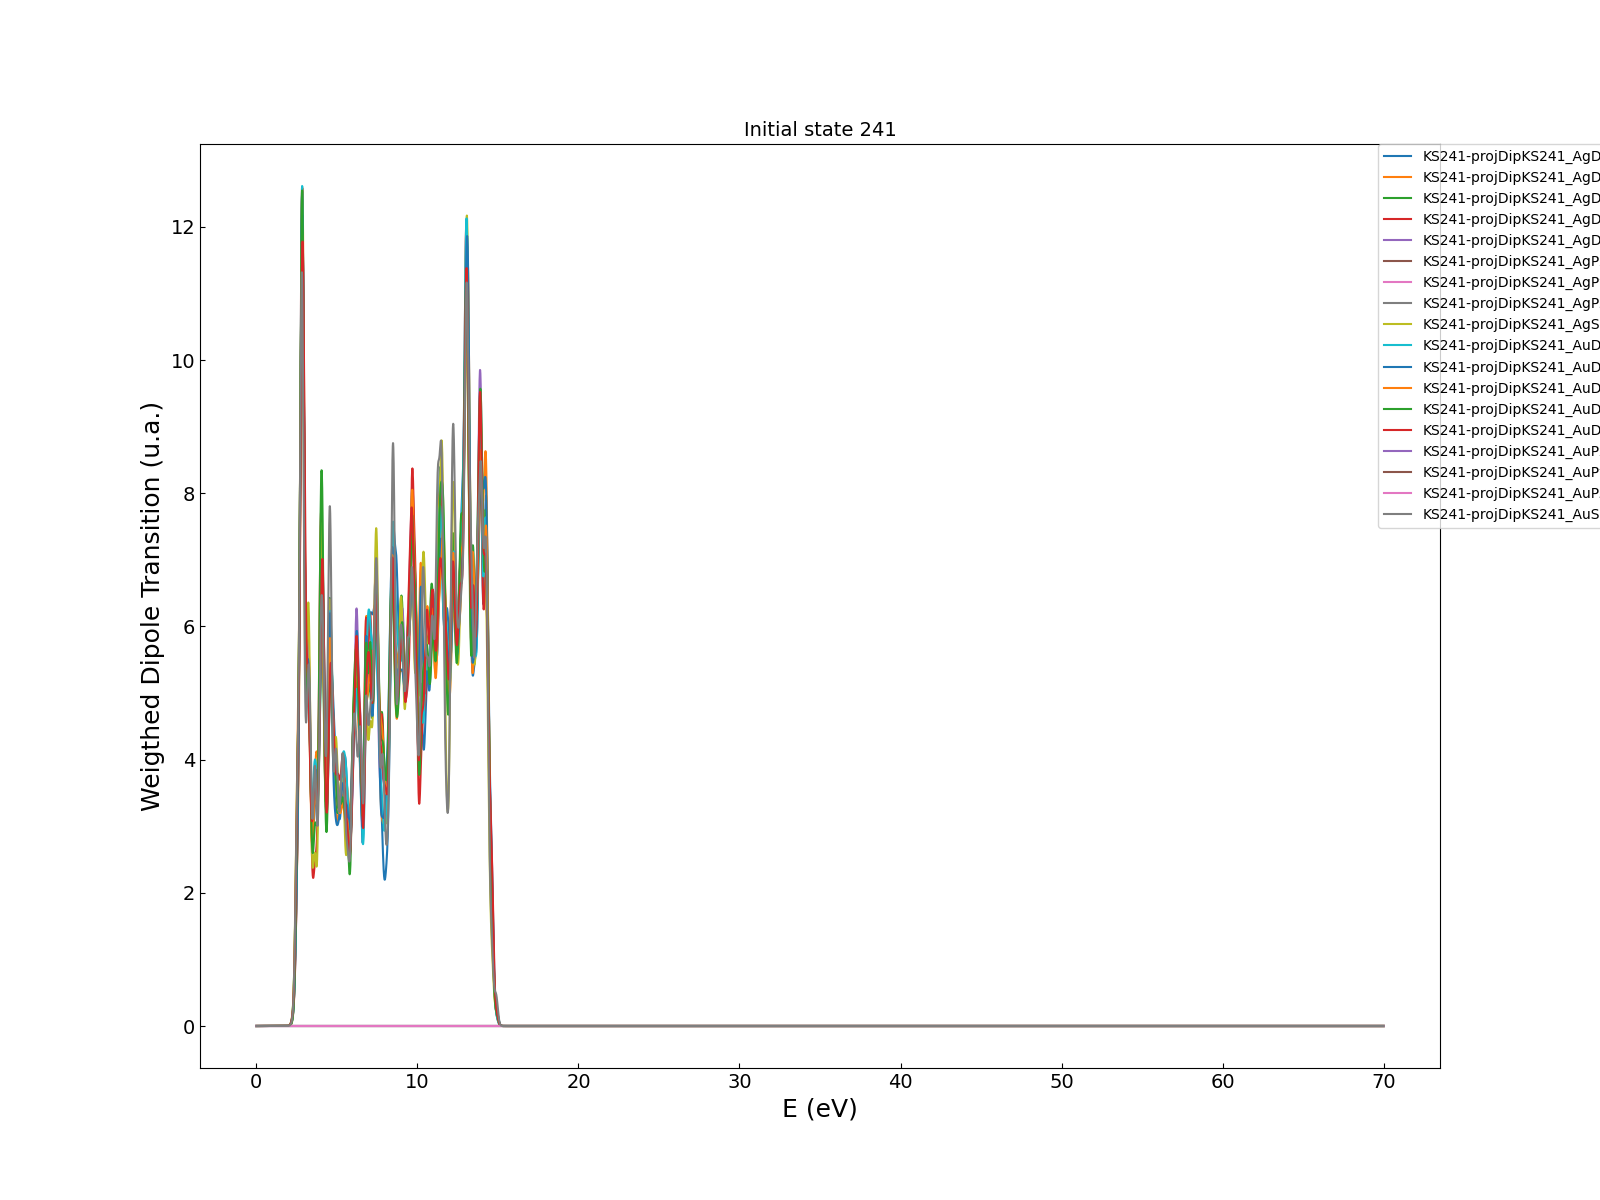 Initial state 241
KS241-projDipKS241_AgD
KS241-projDipKS241_AgD
KS241-projDipKS241_AgD
KS241-projDipKS241_AgD
KS241-projDipKS241_AgD
KS241-projDipKS241_AgP
KS241-projDipKS241_AgP
KS241-projDipKS241_AgP
KS241-projDipKS241_AgS
KS241-projDipKS241_AuD
KS241-projDipKS241_AuD
KS241-projDipKS241_AuD
KS241-projDipKS241_AuD
KS241-projDipKS241_AuD
KS241-projDipKS241_AuP
KS241-projDipKS241_AuP
KS241-projDipKS241_AuP
KS241-projDipKS241_AuS
Weigthed Dipole Transition (u.a.)
12
10
8
6
4
2
0
0 10 20 30 40 50 60 70
E (eV)